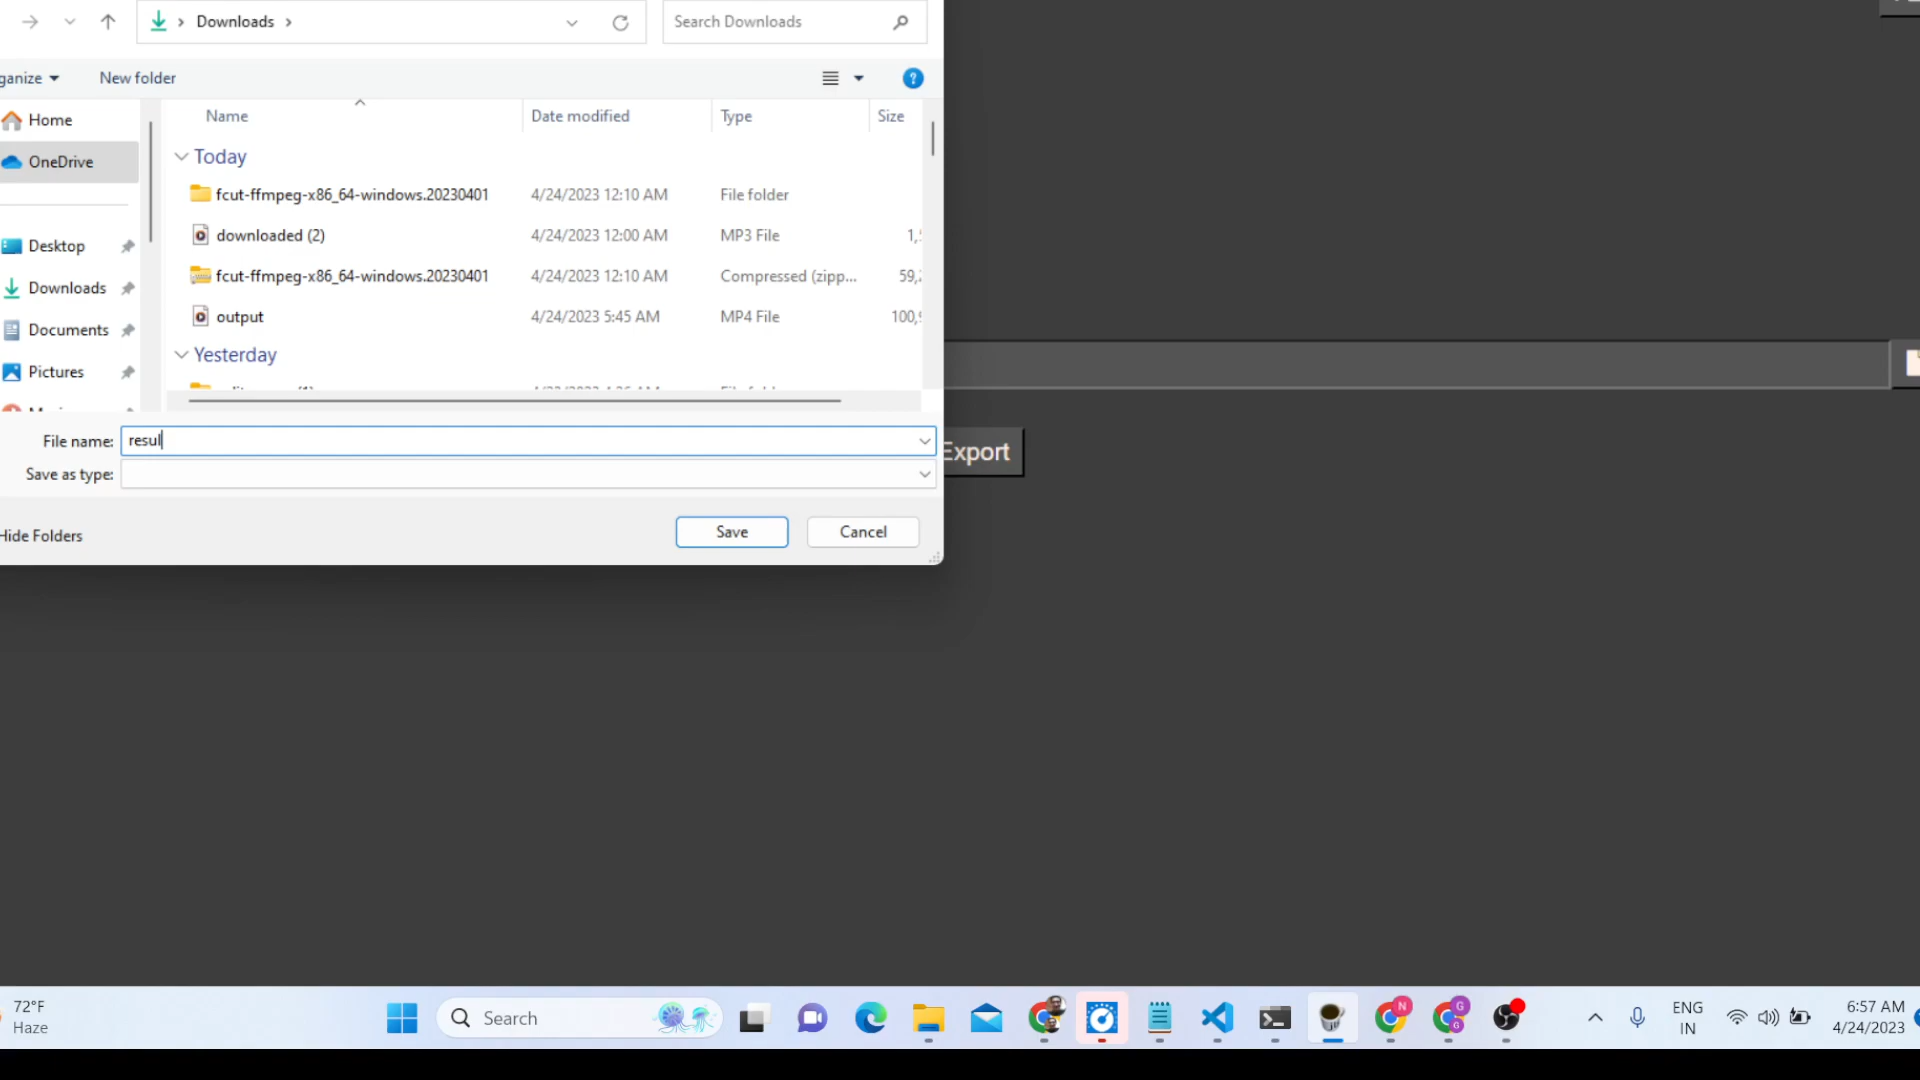 Downloads
Search Downloads
ganize
New folder
Name
Date modified
Type
Size
Home
OneDrive
Desktop
Downloads
Documents
Pictures
Today
fcut-ffmpeg-x86_64-windows.20230401 4/24/2023 12:10 AM File folder
downloaded (2) 4/24/2023 12:00 AM MP3 File
fcut-ffmpeg-x86_64-windows.20230401 4/24/2023 12:10 AM Compressed (zipp... 59,
output 4/24/2023 5:45 AM MP4 File 100,
Yesterday
File name: resul
Save as type:
Export
Hide Folders
Save
Cancel
72°F
Haze
Search
N
G
G
ENG
IN
6:57 AM
4/24/2023